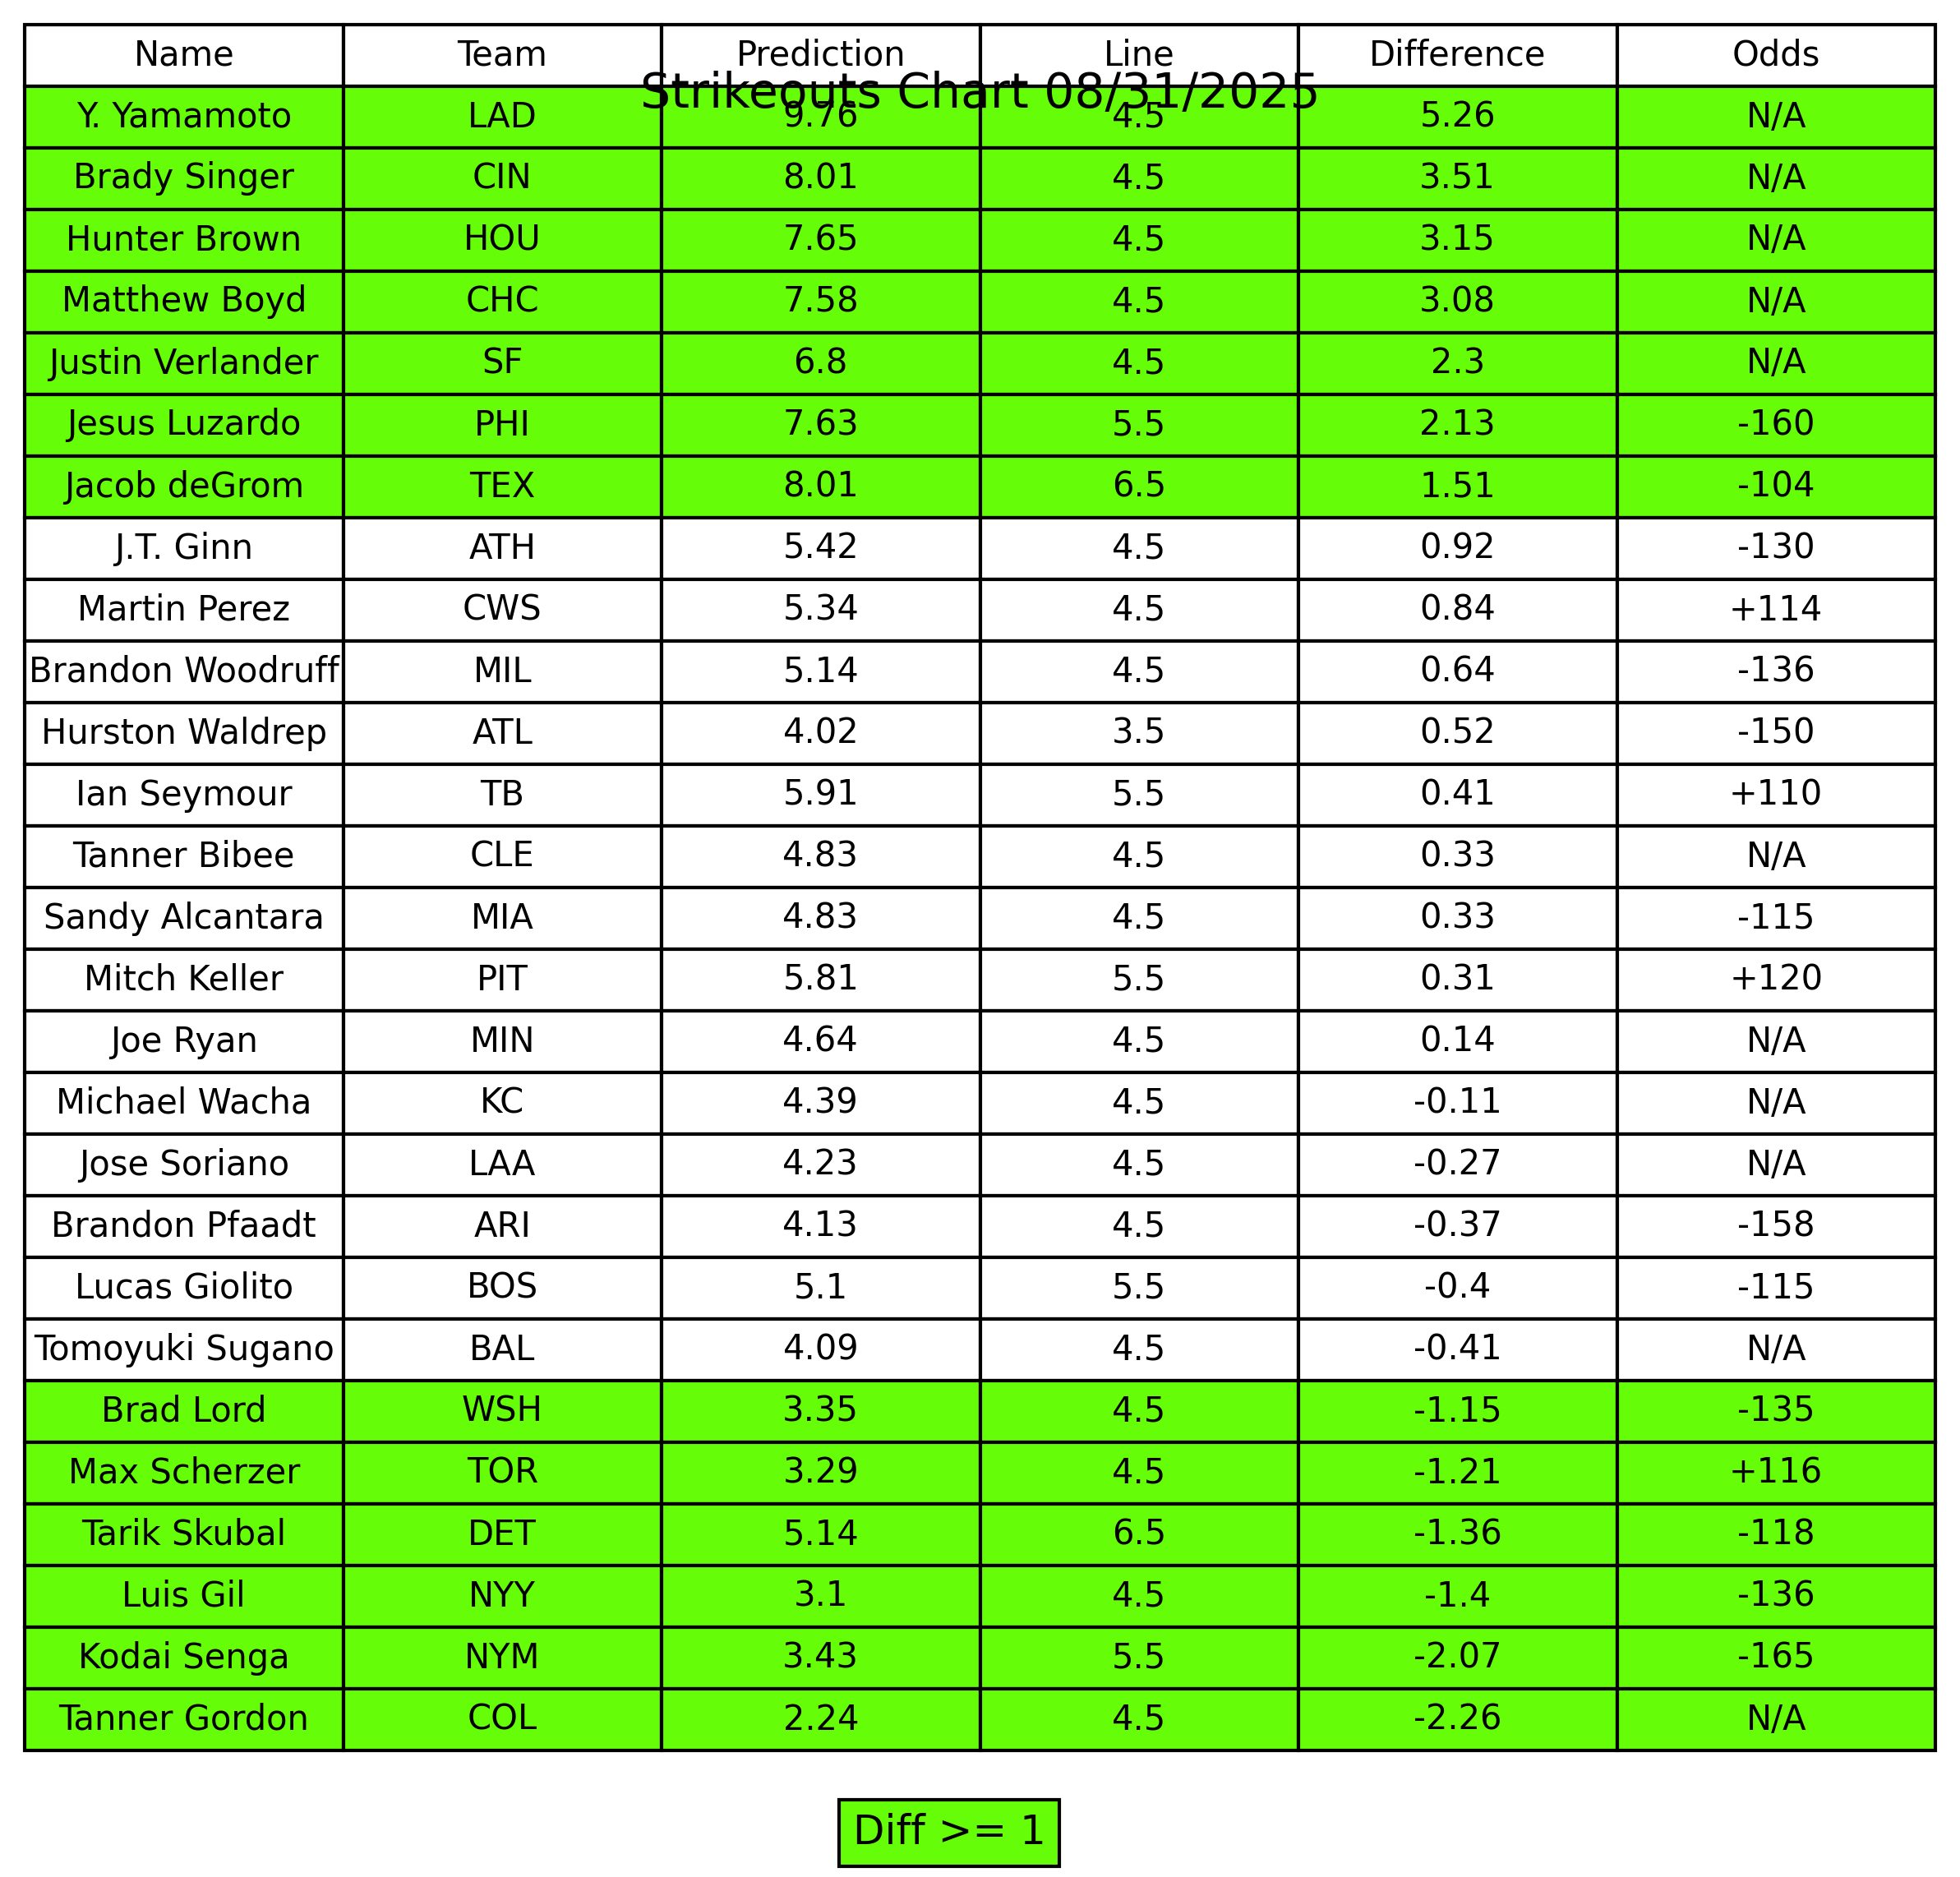 Name Team Prediction Line Difference Odds
Strikeouts Chart 08/31/2025
Y. Yamamoto LAD 9.76 4.5 5.26 N/A
Brady Singer CIN 8.01 4.5 3.51 N/A
Hunter Brown HOU 7.65 4.5 3.15 N/A
Matthew Boyd CHC 7.58 4.5 3.08 N/A
Justin Verlander SF 6.8 4.5 2.3 N/A
Jesus Luzardo PHI 7.63 5.5 2.13 -160
Jacob deGrom TEX 8.01 6.5 1.51 -104
J.T. Ginn ATH 5.42 4.5 0.92 -130
Martin Perez CWS 5.34 4.5 0.84 +114
Brandon Woodruff MIL 5.14 4.5 0.64 -136
Hurston Waldrep ATL 4.02 3.5 0.52 -150
Ian Seymour TB 5.91 5.5 0.41 +110
Tanner Bibee CLE 4.83 4.5 0.33 N/A
Sandy Alcantara MIA 4.83 4.5 0.33 -115
Mitch Keller PIT 5.81 5.5 0.31 +120
Joe Ryan MIN 4.64 4.5 0.14 N/A
Michael Wacha KC 4.39 4.5 -0.11 N/A
Jose Soriano LAA 4.23 4.5 -0.27 N/A
Brandon Pfaadt ARI 4.13 4.5 -0.37 -158
Lucas Giolito BOS 5.1 5.5 -0.4 -115
Tomoyuki Sugano BAL 4.09 4.5 -0.41 N/A
Brad Lord WSH 3.35 4.5 -1.15 -135
Max Scherzer TOR 3.29 4.5 -1.21 +116
Tarik Skubal DET 5.14 6.5 -1.36 -118
Luis Gil NYY 3.1 4.5 -1.4 -136
Kodai Senga NYM 3.43 5.5 -2.07 -165
Tanner Gordon COL 2.24 4.5 -2.26 N/A
Diff >= 1